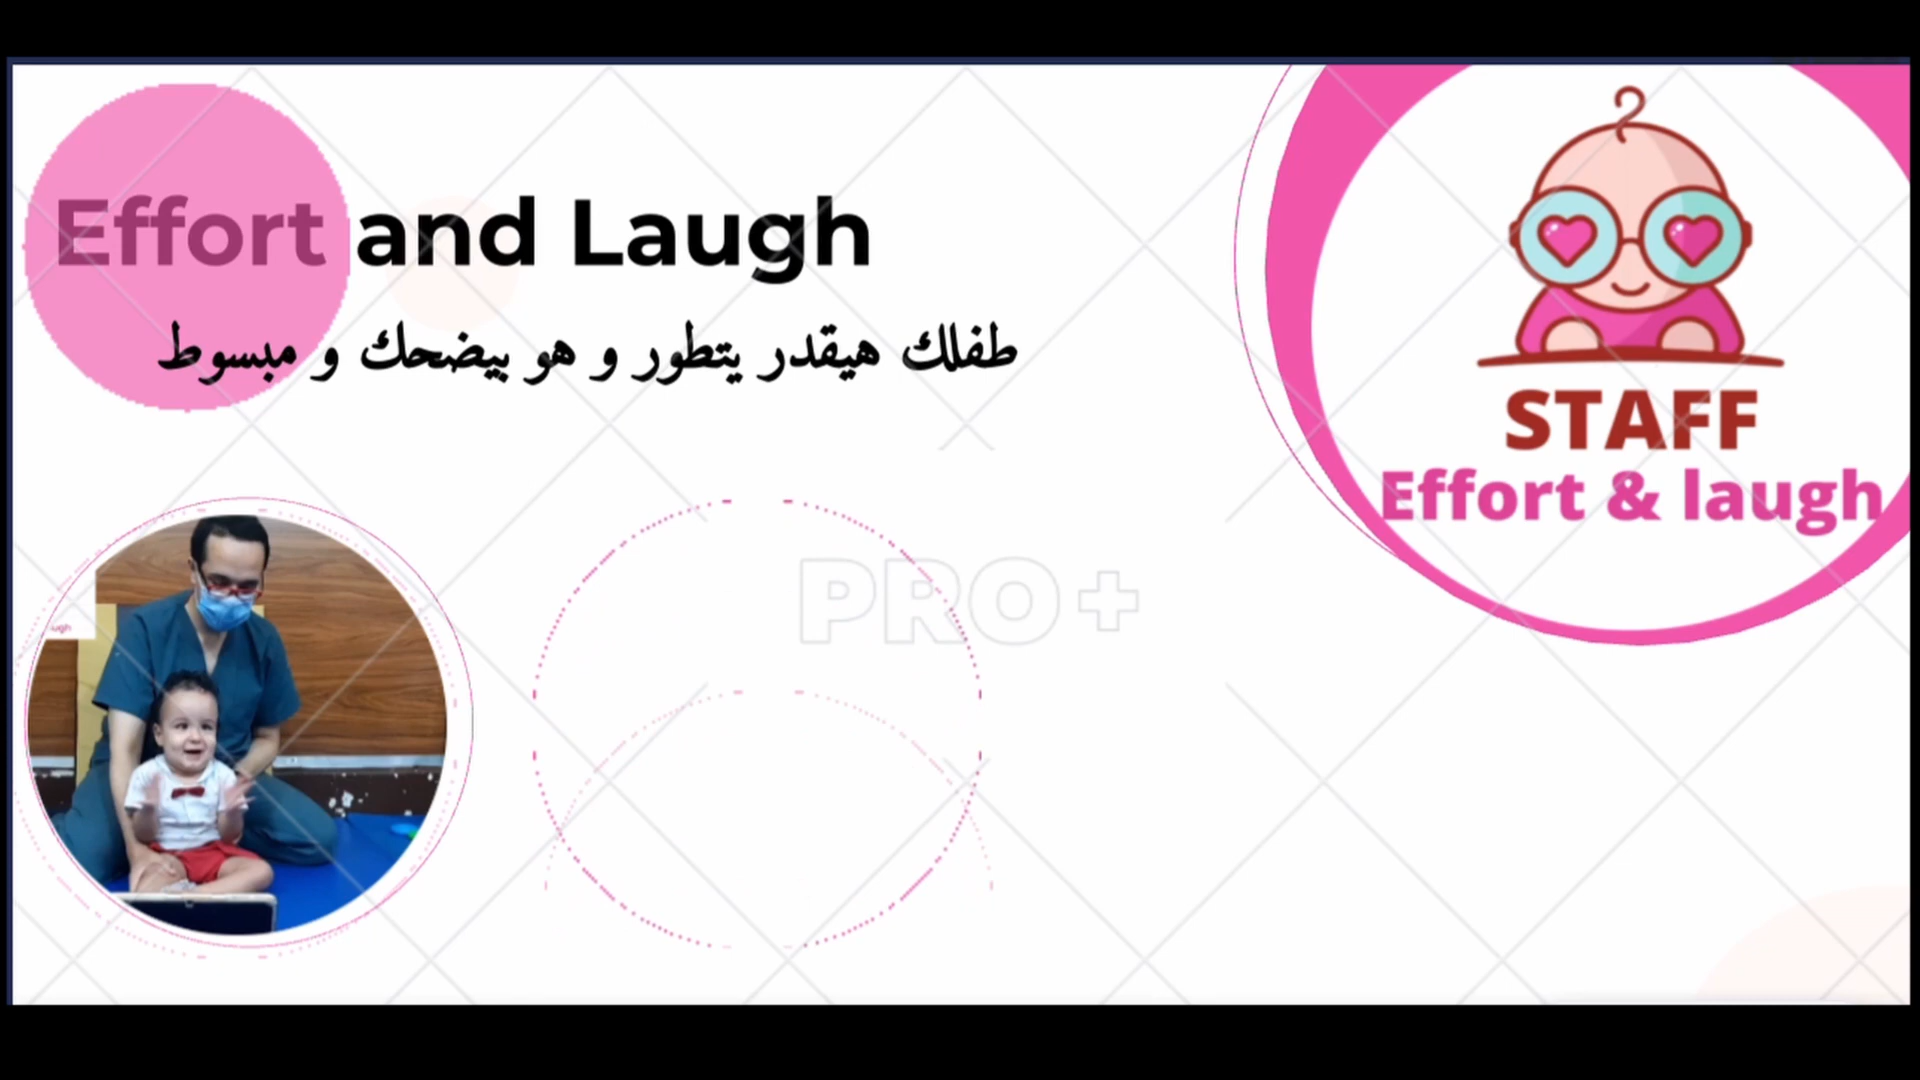 Effort and Laugh
طفلك هيقدر يتطور و هو بيضحك و مبسوط
STAFF
Effort & laugh
PRO+